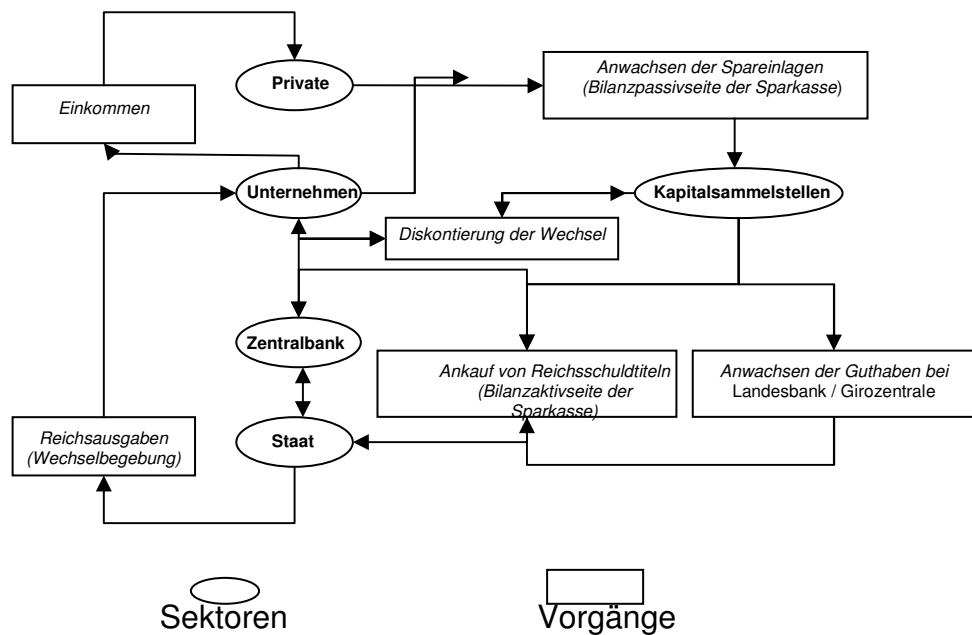 Private
Anwachsen der Spareinlagen
(Bilanzpassivseite der Sparkasse)
Einkommen
Unternehmen
Kapitalsammelstellen
Diskontierung der Wechsel
Zentralbank
Ankauf von Reichsschuldtiteln
(Bilanzaktivseite der
Sparkasse)
Anwachsen der Guthaben bei
Landesbank / Girozentrale
Reichsausgaben
(Wechselbegebung)
Staat
Sektoren
Vorgänge